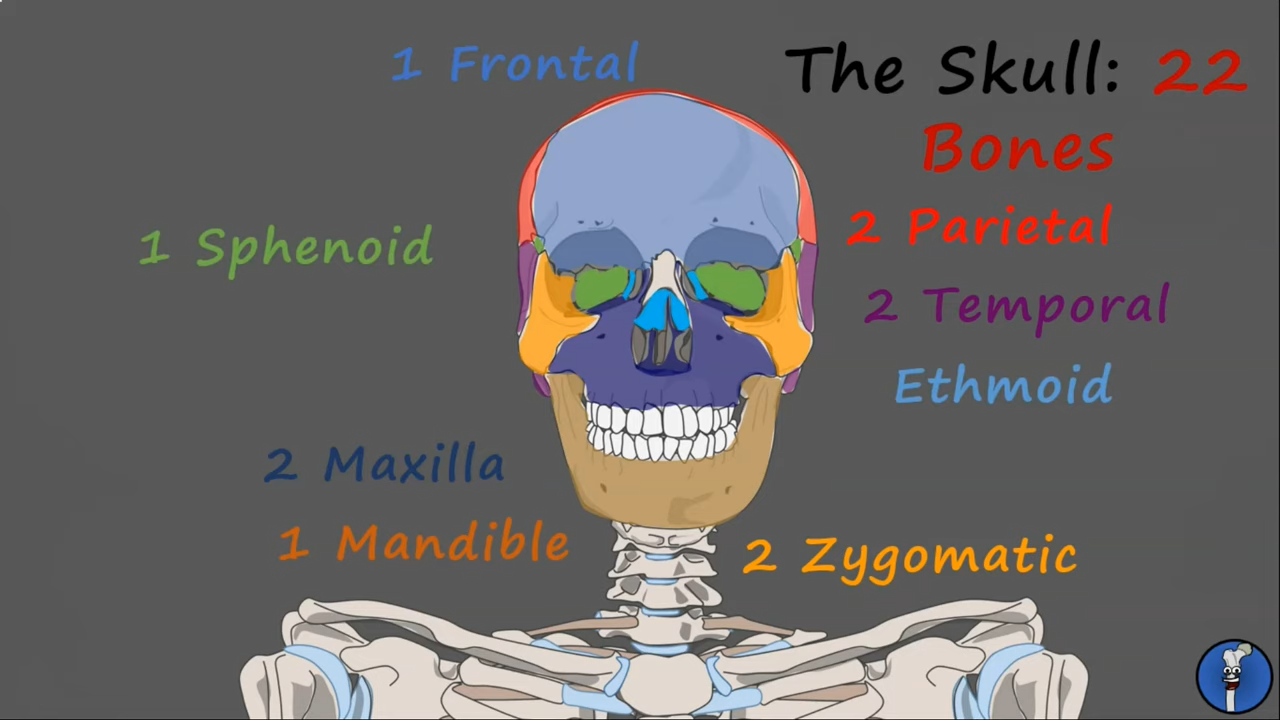 1 Frontal
The Skull: 22
Bones
2 Parietal
1 Sphenoid
2 Temporal
Ethmoid
2 Maxilla
1 Mandible
2 Zygomatic